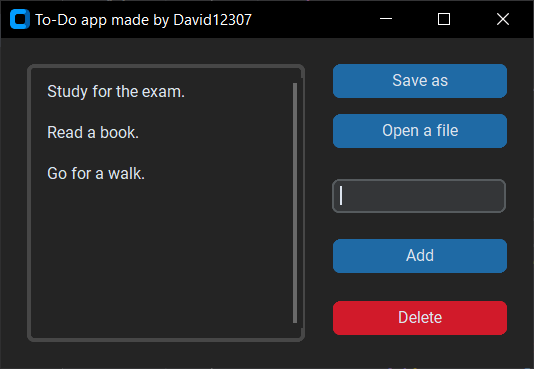 To-Do app made by David12307
Study for the exam.
Read a book.
Go for a walk.
Save as
Open a file
Add
Delete